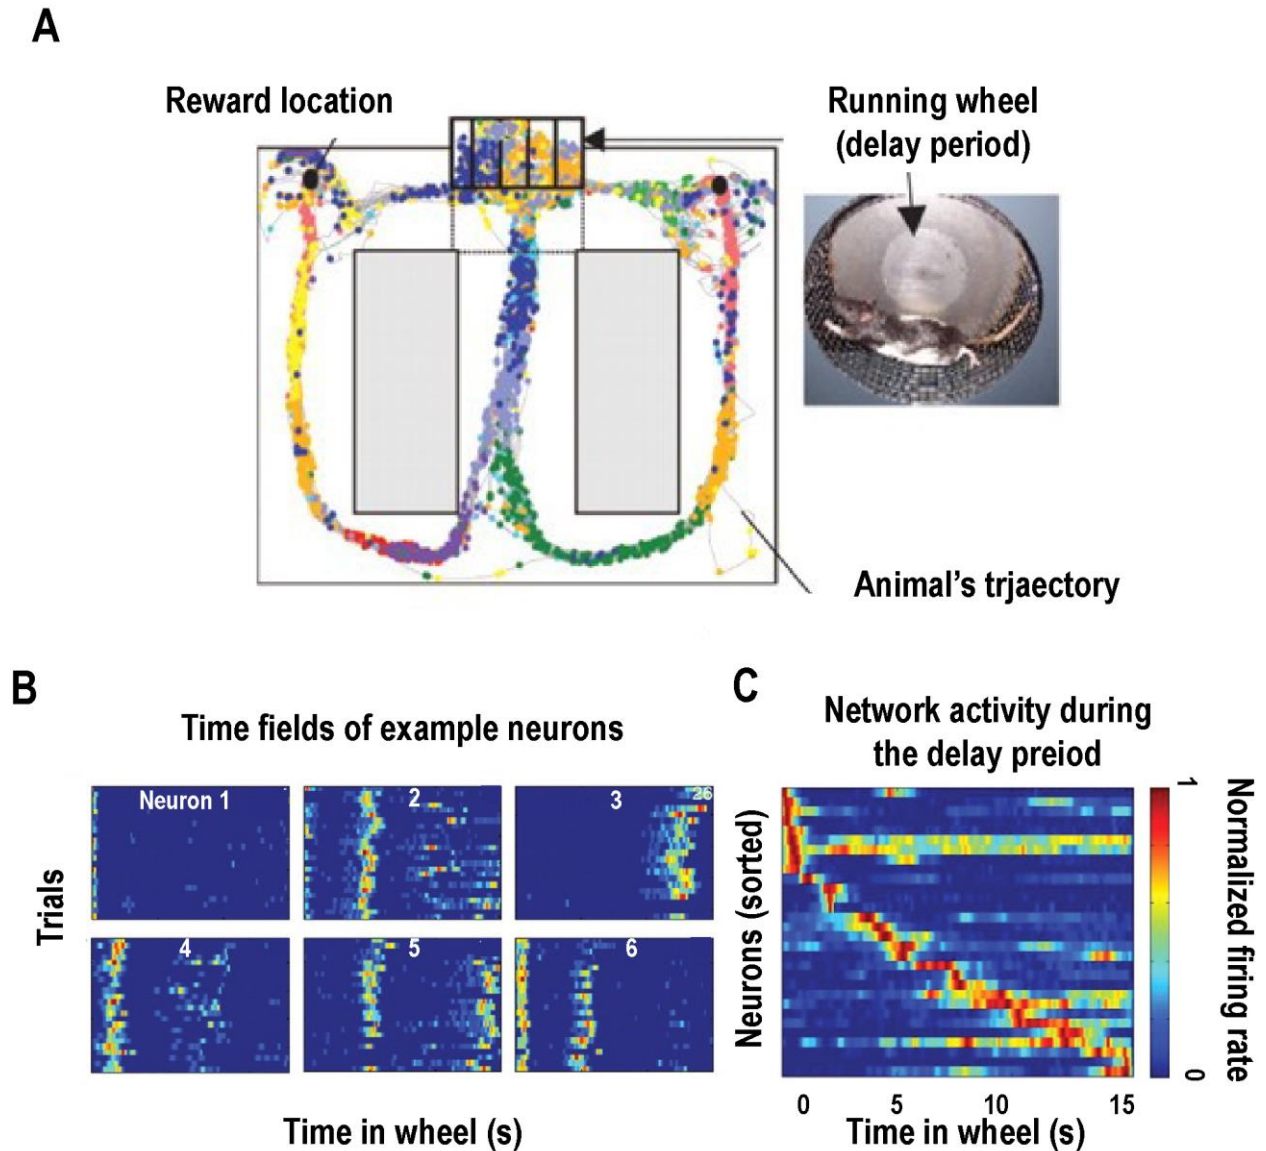 A
Reward location
Running wheel
(delay period)
Animal's trjaectory
B
Time fields of example neurons
Trials
Neuron 1
2
3
26
4
5
6
Time in wheel (s)
C
Network activity during
the delay preiod
Neurons (sorted)
0
5
10
15
Time in wheel (s)
1
0
Normalized firing rate